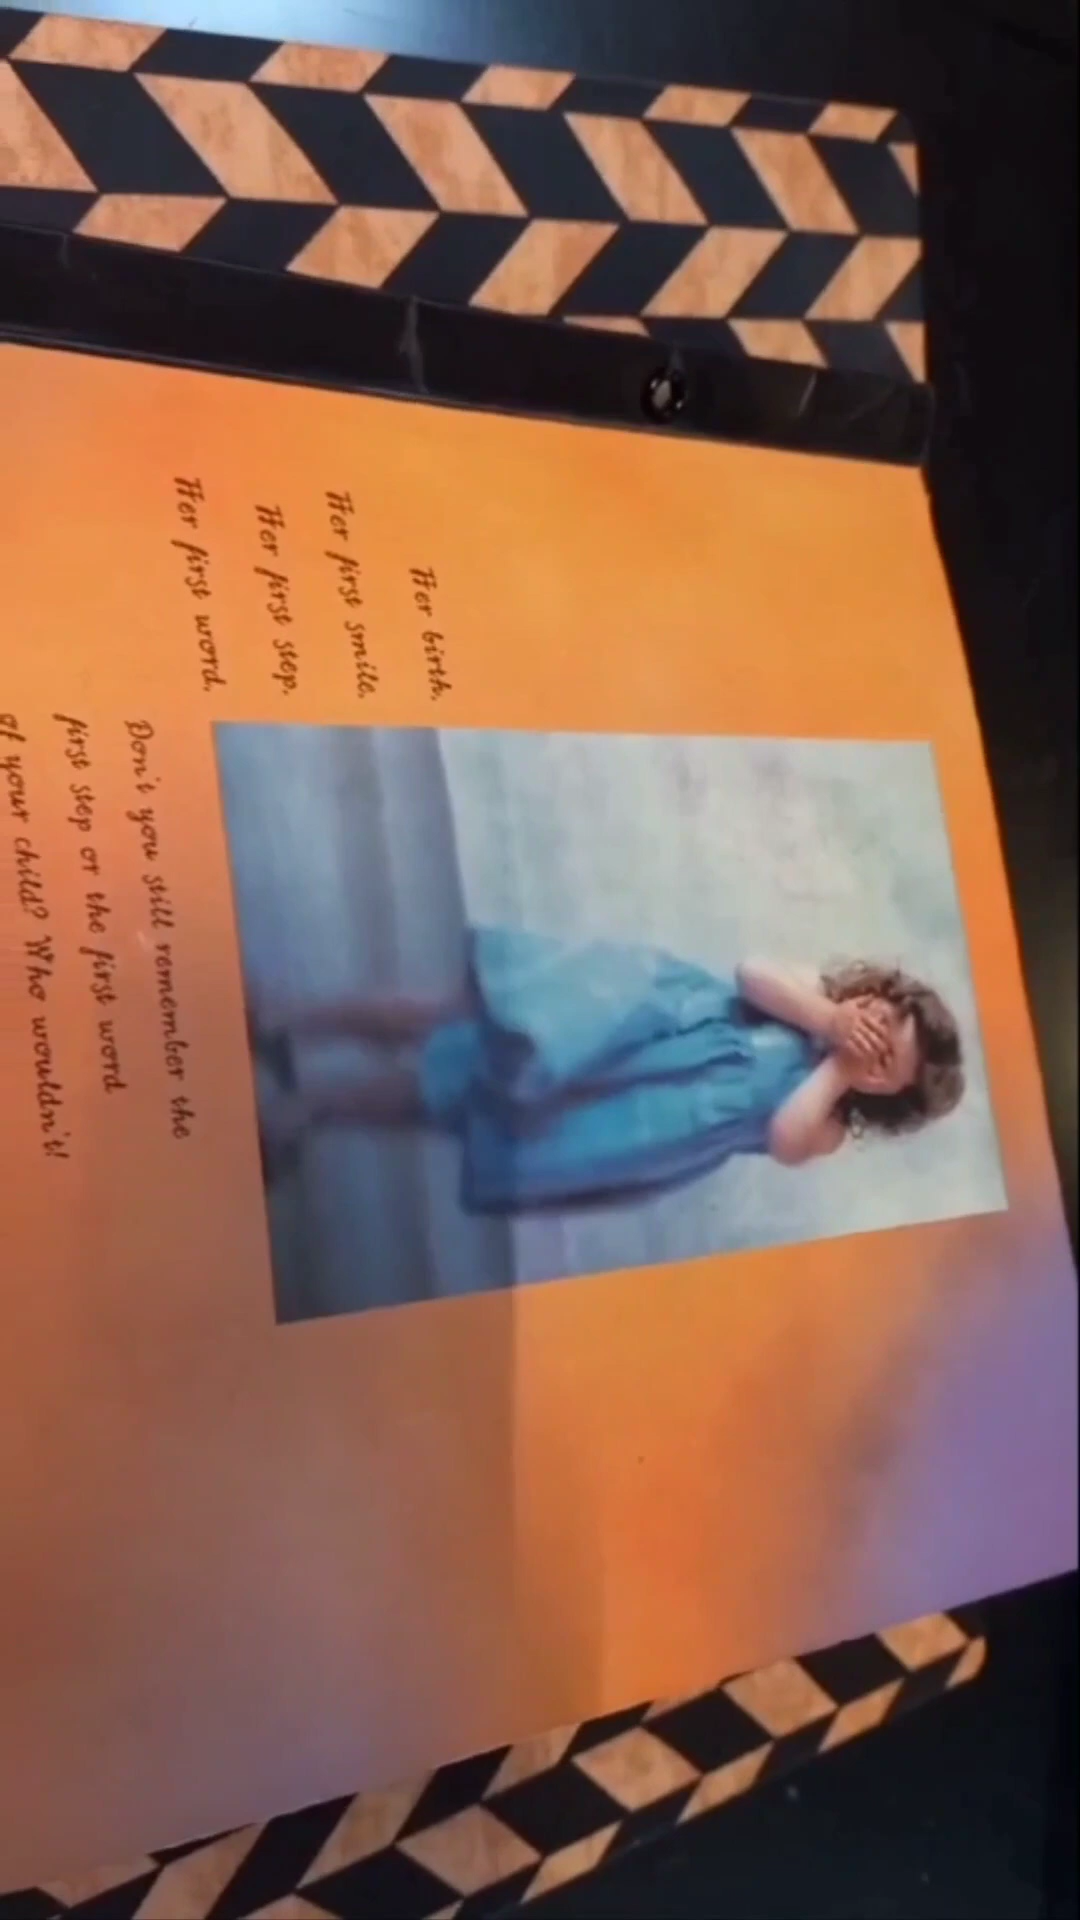 Her birth.
Her first smile.
Her first step.
Her first word.
Don't you still remember the
first step or the first word
of your child? Who wouldn't!